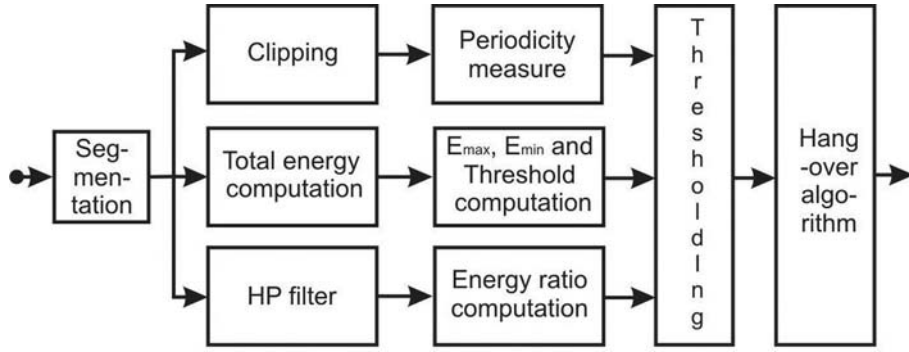 Clipping
Periodicity
measure
Seg-
men-
tation
Total energy
computation
Emax, Emin and
Threshold
computation
HP filter
Energy ratio
computation
T
h
r
e
s
h
o
l
d
I
n
g
Hang
-over
algo-
rithm